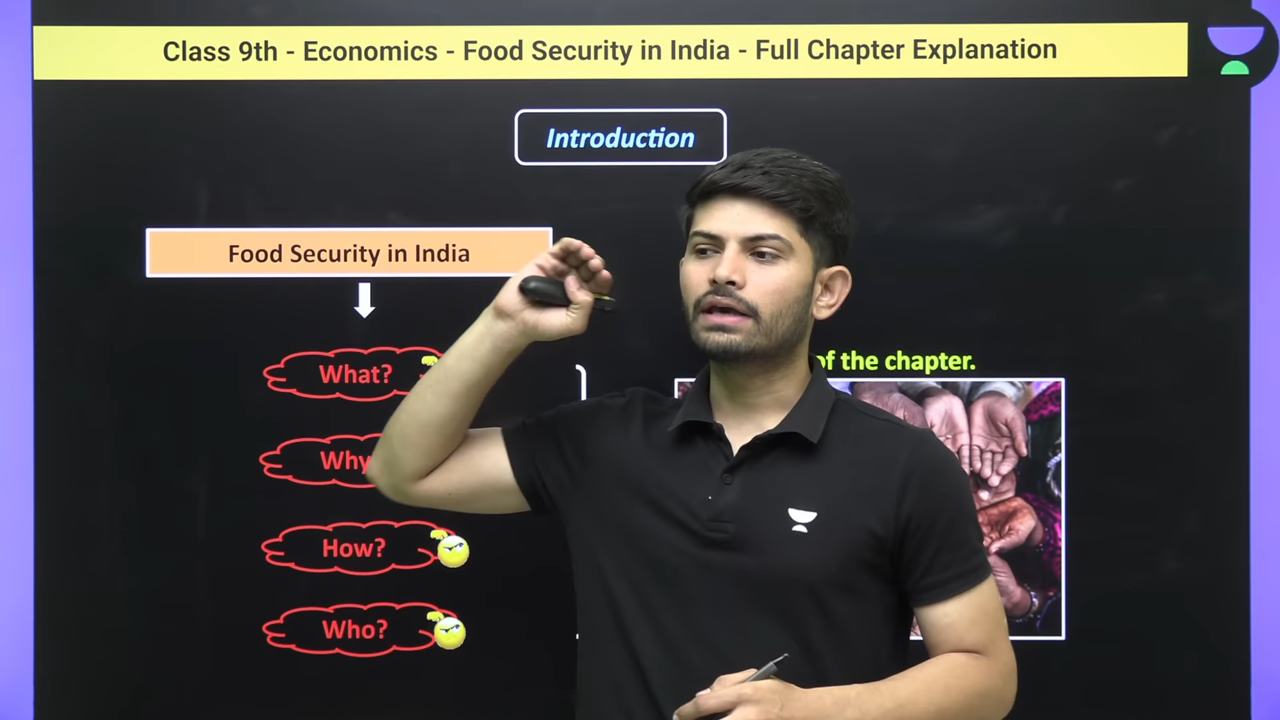 Class 9th - Economics - Food Security in India - Full Chapter Explanation
Introduction
Food Security in India
What?
of the chapter.
Why
How?
Who?